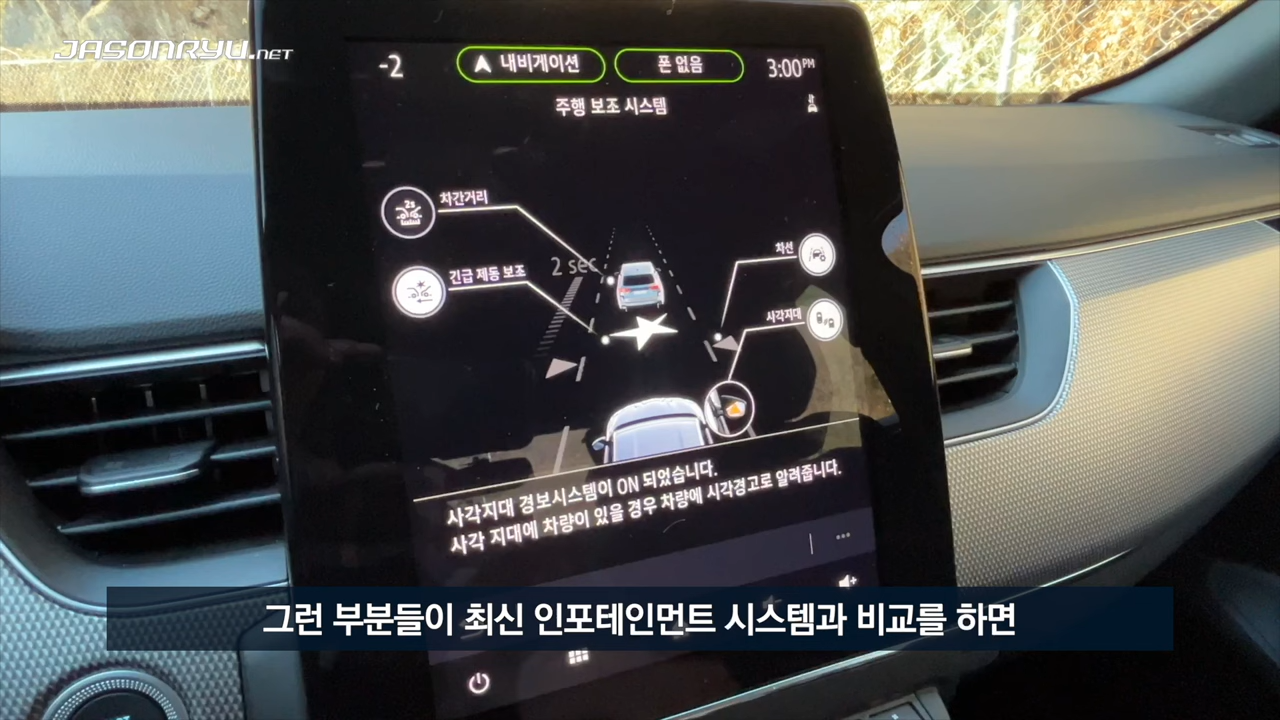 JASONRYU.NET
-2
내비게이션
폰 없음
3:00PM
주행 보조 시스템
차간거리
2s
긴급 제동 보조
2 sec
차선
사각지대
사각지대 경보시스템이 ON 되었습니다.
사각 지대에 차량이 있을 경우 차량에 시각경고로 알려줍니다.
그런 부분들이 최신 인포테인먼트 시스템과 비교를 하면